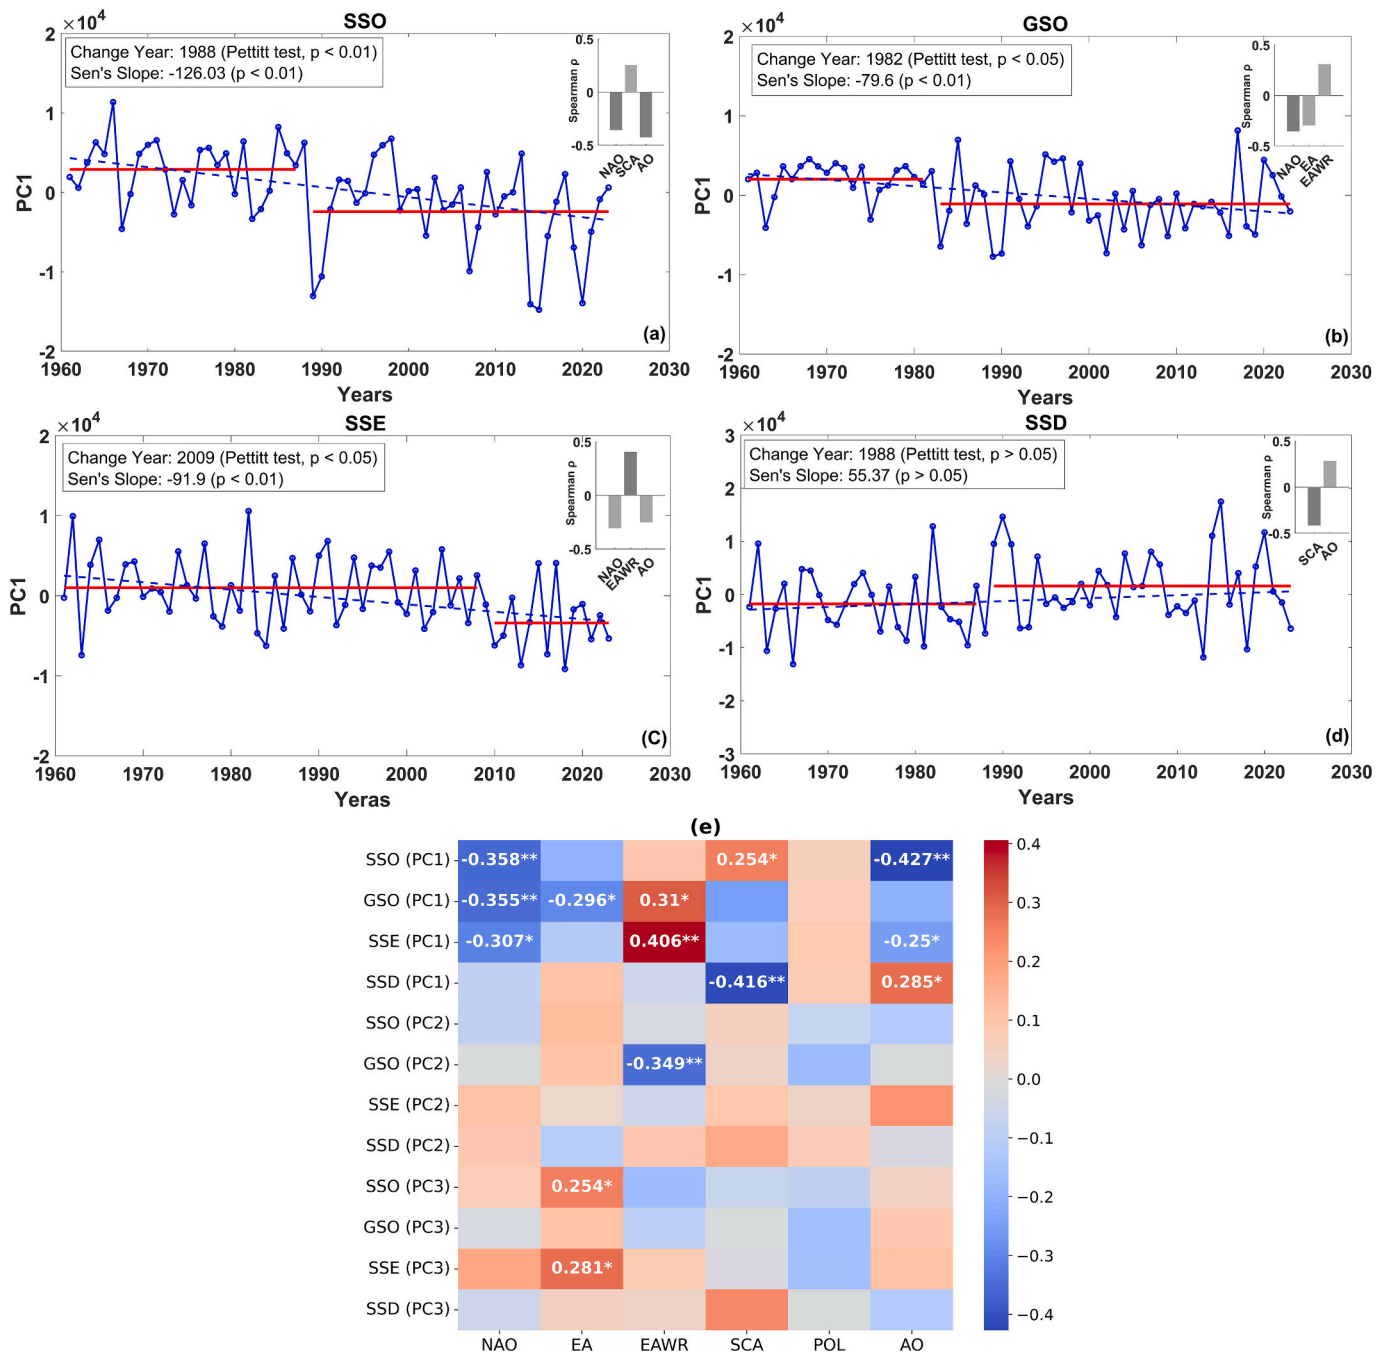 SSO
×10⁴
Change Year: 1988 (Pettitt test, p < 0.01)
Sen's Slope: -126.03 (p < 0.01)
2
1
0
-1
-2
PC1
1960 1970 1980 1990 2000 2010 2020 2030
Years
(a)
Spearman ρ
0.5
0
-0.5
NAO
SCA
AO
GSO
×10⁴
Change Year: 1982 (Pettitt test, p < 0.05)
Sen's Slope: -79.6 (p < 0.01)
2
1
0
-1
-2
PC1
1960 1970 1980 1990 2000 2010 2020 2030
Years
(b)
Spearman ρ
0.5
0
-0.5
NAO
EA
EAWR
SSE
×10⁴
Change Year: 2009 (Pettitt test, p < 0.05)
Sen's Slope: -91.9 (p < 0.01)
2
1
0
-1
-2
PC1
1960 1970 1980 1990 2000 2010 2020 2030
Yeras
(C)
Spearman ρ
0.5
0
-0.5
NAO
EAWR
AO
SSD
×10⁴
Change Year: 1988 (Pettitt test, p > 0.05)
Sen's Slope: 55.37 (p > 0.05)
3
2
1
0
-1
-2
-3
PC1
1960 1970 1980 1990 2000 2010 2020 2030
Years
(d)
Spearman ρ
0.5
0
-0.5
SCA
AO
(e)
SSO (PC1) -0.358** 0.254* -0.427**
GSO (PC1) -0.355** -0.296* 0.31*
SSE (PC1) -0.307* 0.406** -0.25*
SSD (PC1) -0.416** 0.285*
SSO (PC2)
GSO (PC2) -0.349**
SSE (PC2)
SSD (PC2)
SSO (PC3) 0.254*
GSO (PC3)
SSE (PC3) 0.281*
SSD (PC3)
NAO EA EAWR SCA POL AO
0.4
0.3
0.2
0.1
0.0
−0.1
−0.2
−0.3
−0.4